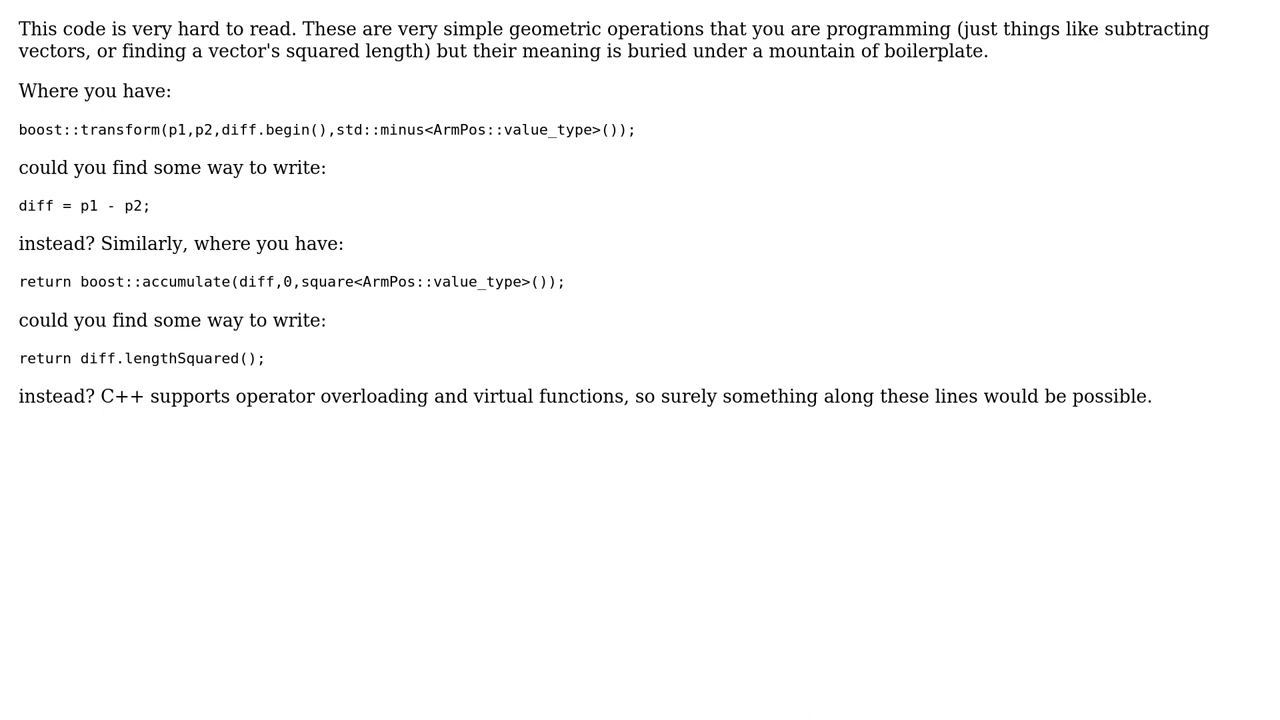 This code is very hard to read. These are very simple geometric operations that you are programming (just things like subtracting
vectors, or finding a vector's squared length) but their meaning is buried under a mountain of boilerplate.
Where you have:
boost::transform(p1,p2,diff.begin(),std::minus<ArmPos::value_type>());
could you find some way to write:
diff = p1 - p2;
instead? Similarly, where you have:
return boost::accumulate(diff,0,square<ArmPos::value_type>());
could you find some way to write:
return diff.lengthSquared();
instead? C++ supports operator overloading and virtual functions, so surely something along these lines would be possible.